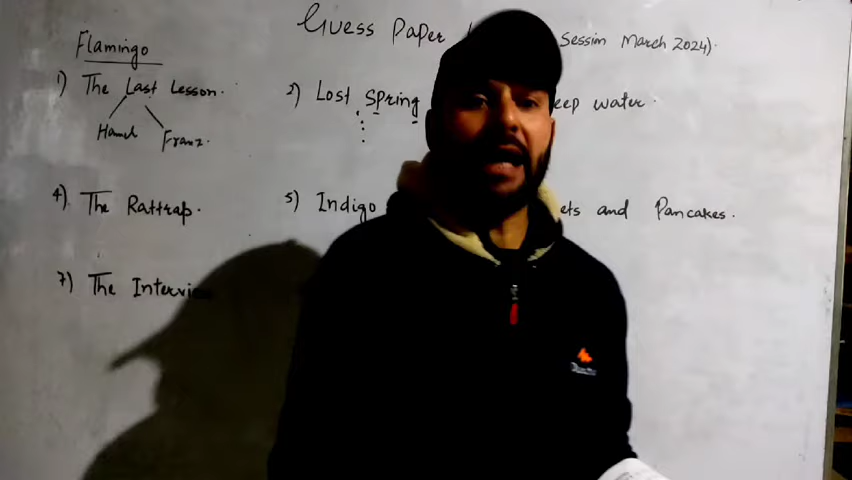 Guess Paper Session March 2024).
Flamingo
1) The Last Lesson.
2) Lost Spring eep water.
Hamel Franz.
4) The Rattrap.
5) Indigo ets and Pancakes.
7) The Intervi